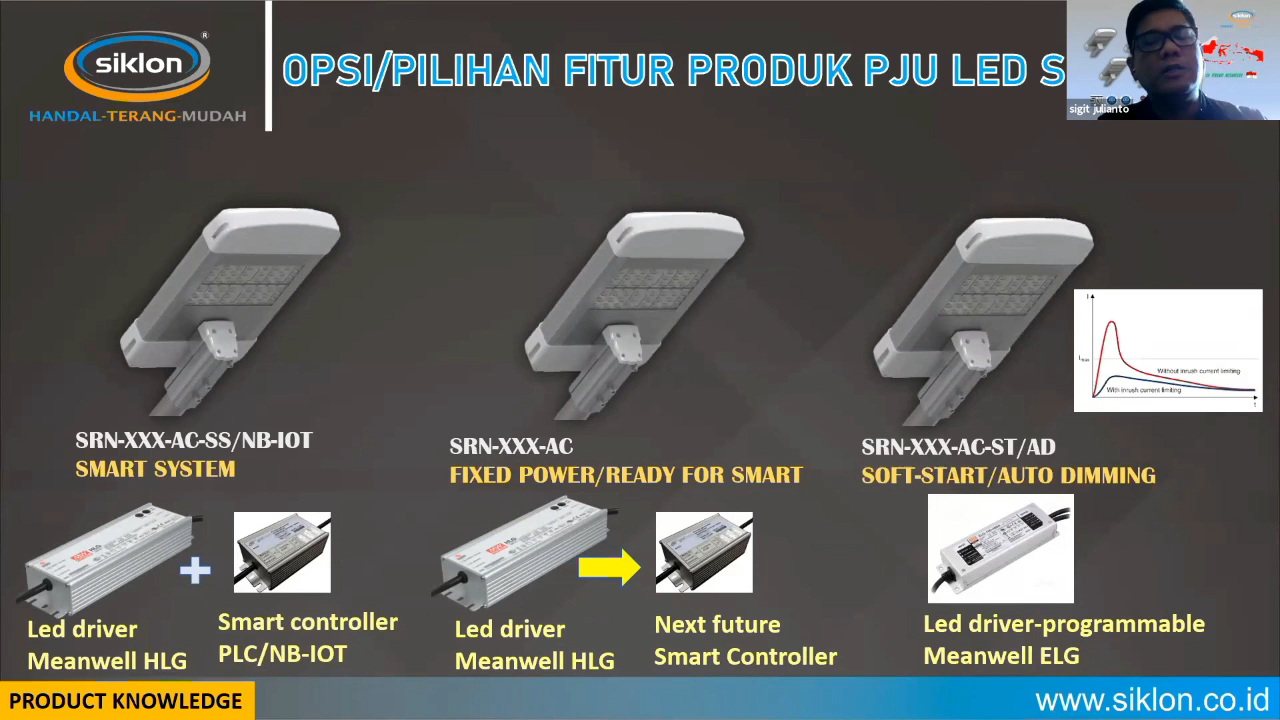 siklon®
HANDAL-TERANG-MUDAH
OPSI/PILIHAN FITUR PRODUK PJU LED S
sigit julianto
I
Imax
Without inrush current limiting
With inrush current limiting
t
SRN-XXX-AC-SS/NB-IOT
SMART SYSTEM
SRN-XXX-AC
FIXED POWER/READY FOR SMART
SRN-XXX-AC-ST/AD
SOFT-START/AUTO DIMMING
HLG
HLG
Led driver
Meanwell HLG
Smart controller
PLC/NB-IOT
Led driver
Meanwell HLG
Next future
Smart Controller
Led driver-programmable
Meanwell ELG
PRODUCT KNOWLEDGE
www.siklon.co.id